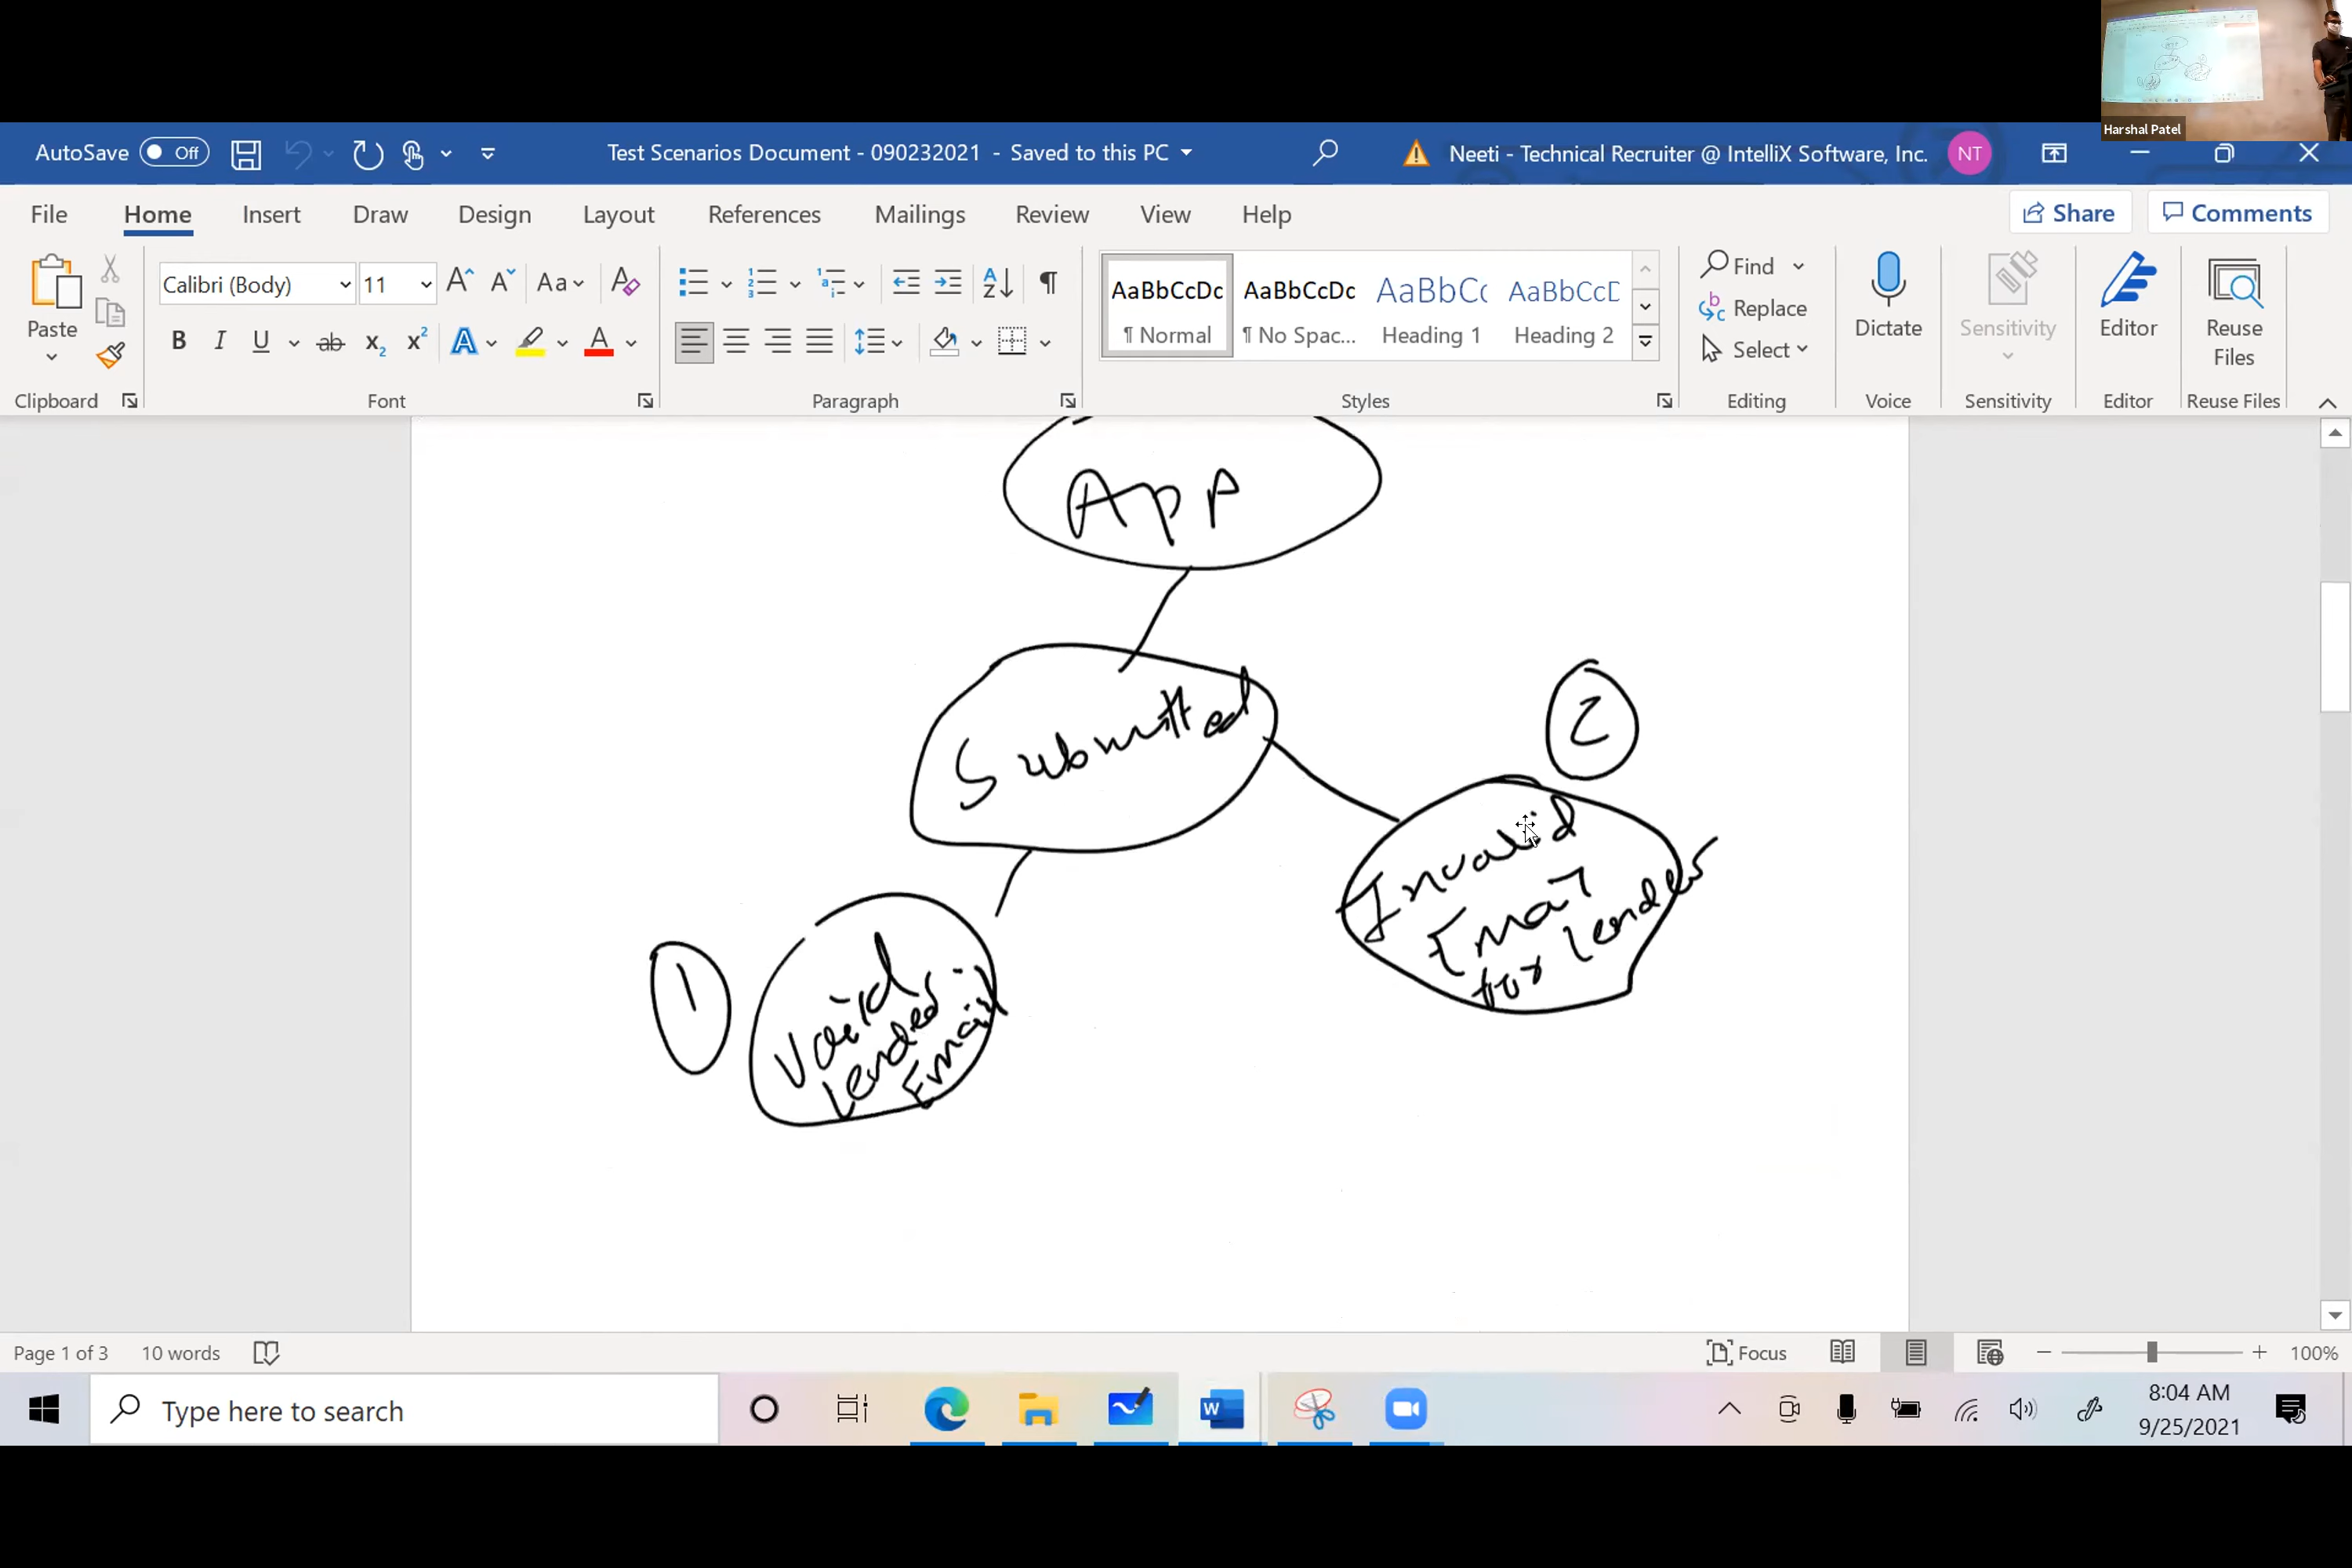 Harshal Patel
AutoSave Off Test Scenarios Document - 090232021 - Saved to this PC Neeti - Technical Recruiter @ IntelliX Software, Inc. NT
File Home Insert Draw Design Layout References Mailings Review View Help Share Comments
Calibri (Body) 11 Aa
Paste
B I U ab x2 x2 A A
AaBbCcDc AaBbCcDc AaBbCc AaBbCcD
¶ Normal ¶ No Spac... Heading 1 Heading 2
Find
Replace
Select
Dictate
Sensitivity
Editor
Reuse
Files
Clipboard Font Paragraph Styles Editing Voice Sensitivity Editor Reuse Files
App
Submitted
2
Invalid
Email
for Lender
1
Valid
Lender
Email
Page 1 of 3 10 words Focus 100%
Type here to search
8:04 AM
9/25/2021